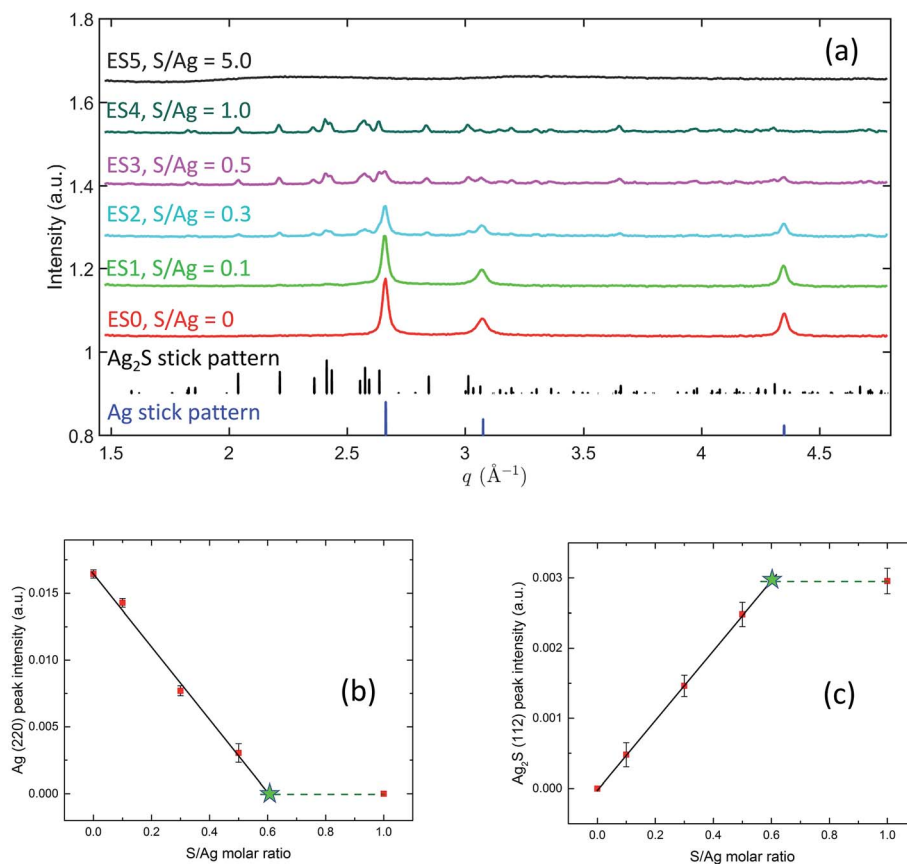 (a)
1.8
1.6
1.4
1.2
1
0.8
Intensity (a.u.)
ES5, S/Ag = 5.0
ES4, S/Ag = 1.0
ES3, S/Ag = 0.5
ES2, S/Ag = 0.3
ES1, S/Ag = 0.1
ES0, S/Ag = 0
Ag₂S stick pattern
Ag stick pattern
1.5 2 2.5 3 3.5 4 4.5
q (Å⁻¹)
(b)
Ag (220) peak intensity (a.u.)
0.015
0.010
0.005
0.000
0.0 0.2 0.4 0.6 0.8 1.0
S/Ag molar ratio
(c)
Ag₂S (112) peak intensity (a.u.)
0.003
0.002
0.001
0.000
0.0 0.2 0.4 0.6 0.8 1.0
S/Ag molar ratio